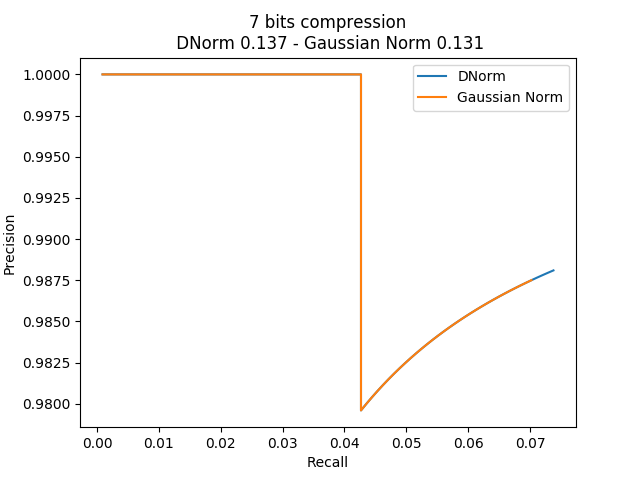 7 bits compression
DNorm 0.137 - Gaussian Norm 0.131
DNorm
Gaussian Norm
1.0000
0.9975
0.9950
0.9925
0.9900
0.9875
0.9850
0.9825
0.9800
Precision
0.00 0.01 0.02 0.03 0.04 0.05 0.06 0.07
Recall